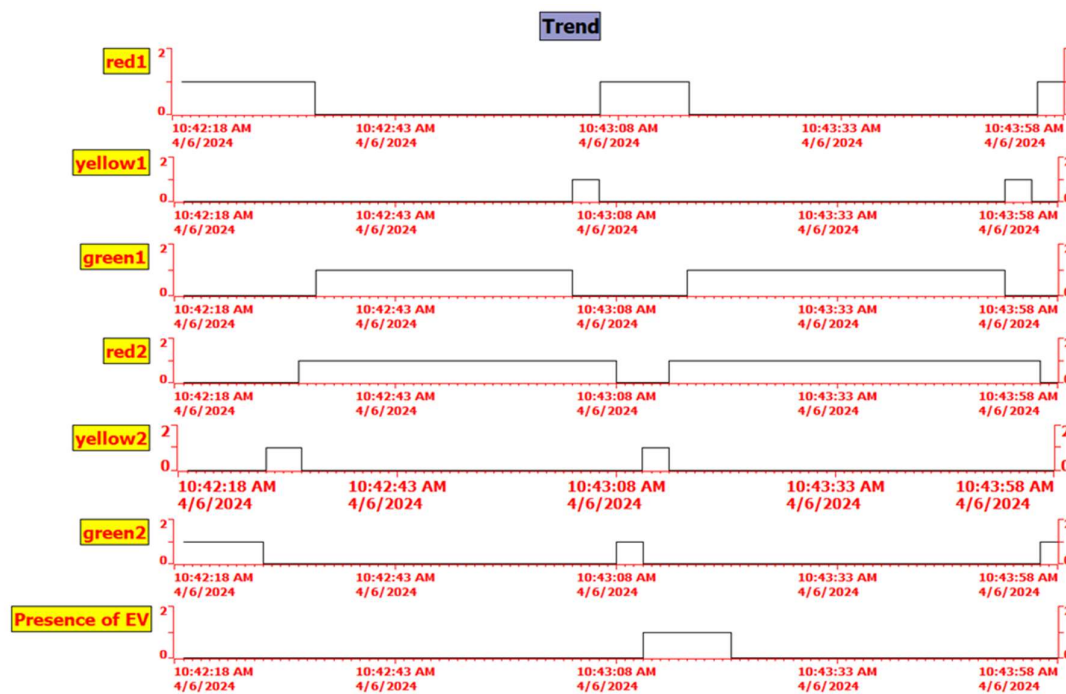 Trend
red1
2
0
10:42:18 AM 10:42:43 AM 10:43:08 AM 10:43:33 AM 10:43:58 AM
4/6/2024 4/6/2024 4/6/2024 4/6/2024 4/6/2024
yellow1
2
0
10:42:18 AM 10:42:43 AM 10:43:08 AM 10:43:33 AM 10:43:58 AM
4/6/2024 4/6/2024 4/6/2024 4/6/2024 4/6/2024
green1
2
0
10:42:18 AM 10:42:43 AM 10:43:08 AM 10:43:33 AM 10:43:58 AM
4/6/2024 4/6/2024 4/6/2024 4/6/2024 4/6/2024
red2
2
0
10:42:18 AM 10:42:43 AM 10:43:08 AM 10:43:33 AM 10:43:58 AM
4/6/2024 4/6/2024 4/6/2024 4/6/2024 4/6/2024
yellow2
2 2
0 0
10:42:18 AM 10:42:43 AM 10:43:08 AM 10:43:33 AM 10:43:58 AM
4/6/2024 4/6/2024 4/6/2024 4/6/2024 4/6/2024
green2
2
0
10:42:18 AM 10:42:43 AM 10:43:08 AM 10:43:33 AM 10:43:58 AM
4/6/2024 4/6/2024 4/6/2024 4/6/2024 4/6/2024
Presence of EV
2
0
10:42:18 AM 10:42:43 AM 10:43:08 AM 10:43:33 AM 10:43:58 AM
4/6/2024 4/6/2024 4/6/2024 4/6/2024 4/6/2024